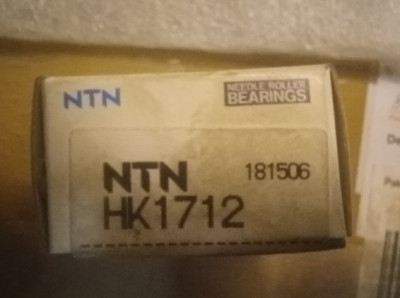 NTN
NEEDLE ROLLER
BEARINGS
NTN 181506
HK1712